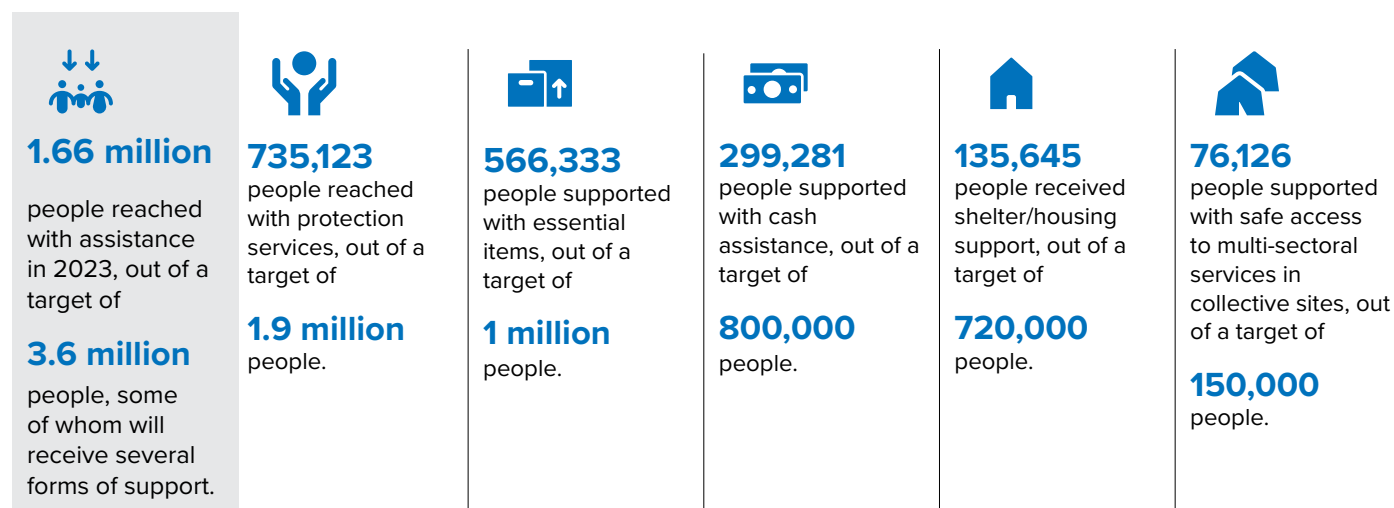 1.66 million
people reached
with assistance
in 2023, out of a
target of
3.6 million
people, some
of whom will
receive several
forms of support.
735,123
people reached
with protection
services, out of a
target of
1.9 million
people.
566,333
people supported
with essential
items, out of a
target of
1 million
people.
299,281
people supported
with cash
assistance, out of a
target of
800,000
people.
135,645
people received
shelter/housing
support, out of a
target of
720,000
people.
76,126
people supported
with safe access
to multi-sectoral
services in
collective sites, out
of a target of
150,000
people.